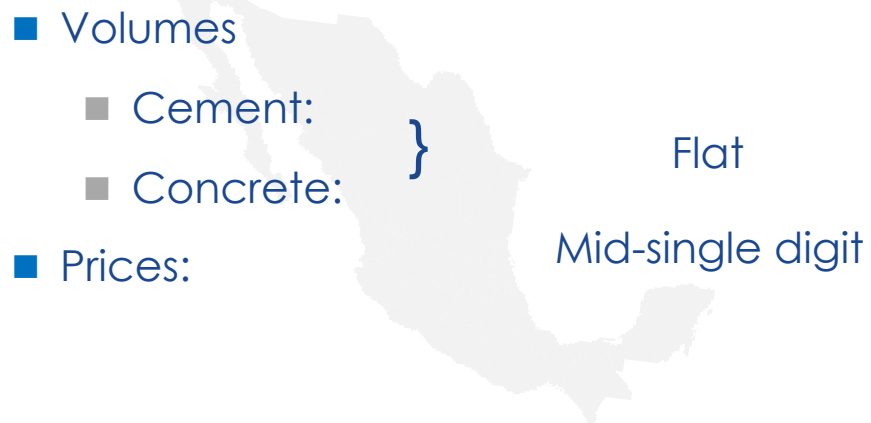 ■ Volumes
■ Cement:
■ Concrete:
}
Flat
■ Prices:
Mid-single digit